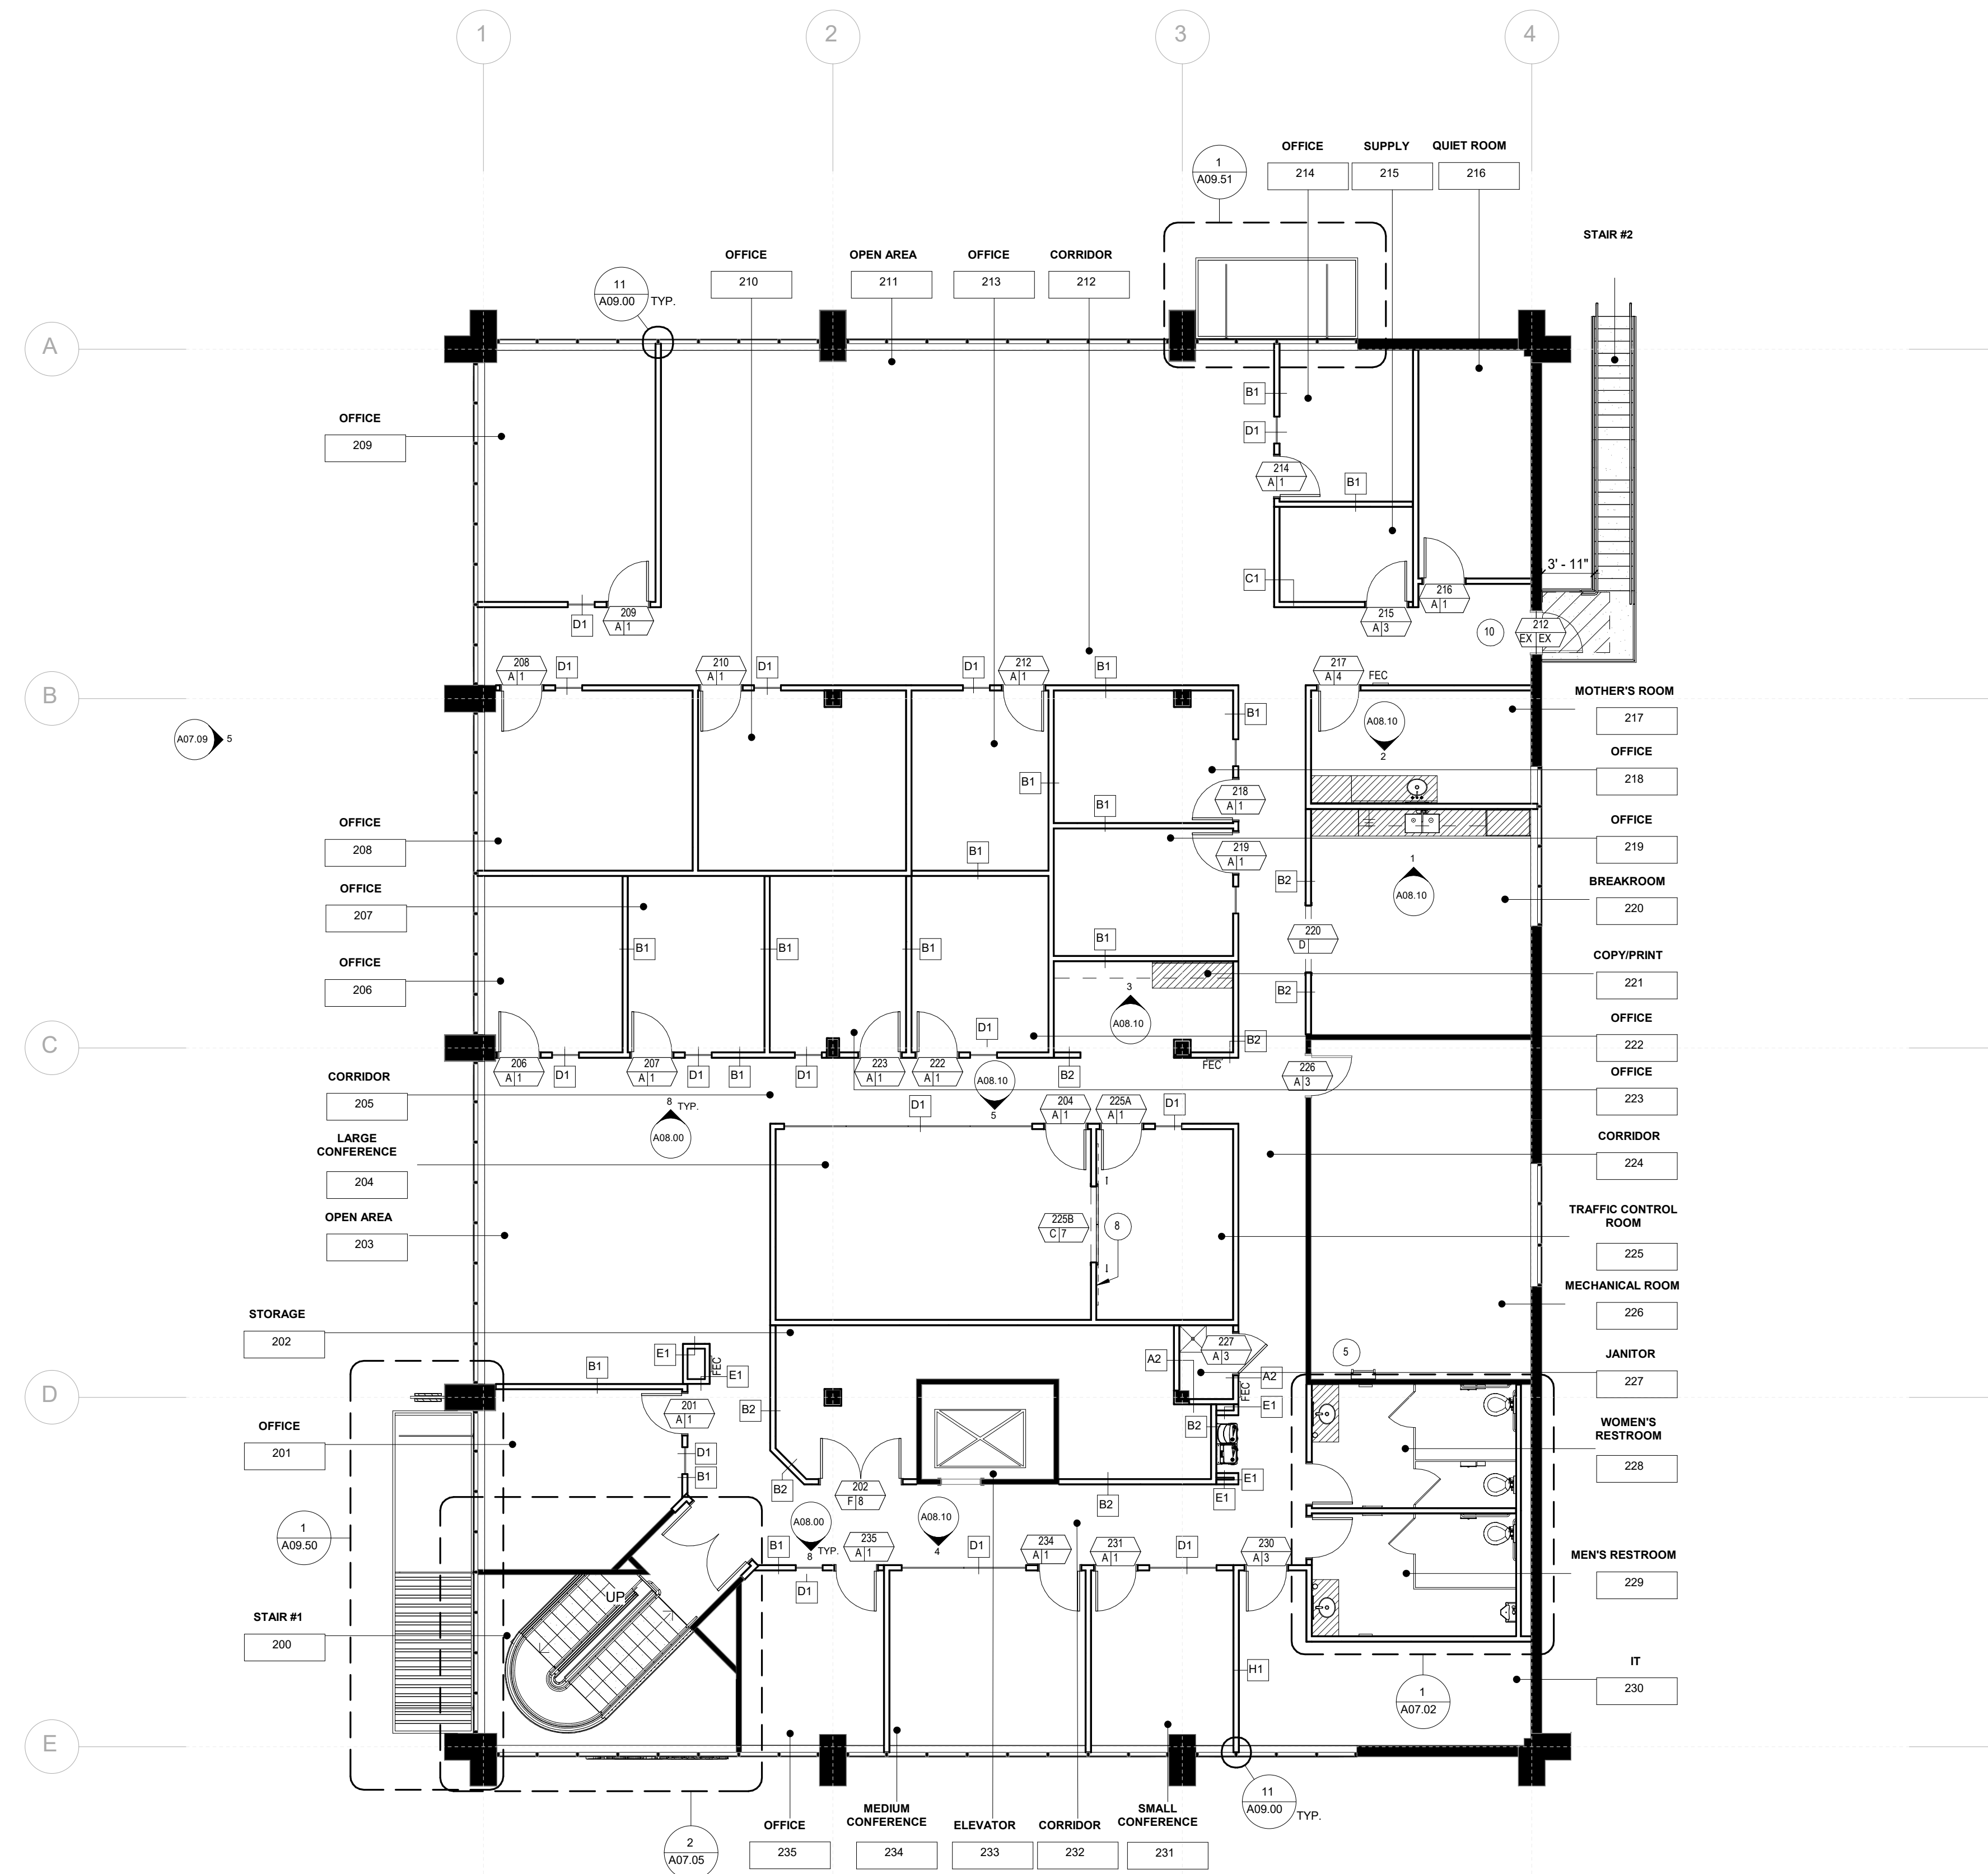 1
2
3
4
OFFICE
SUPPLY
QUIET ROOM
1
A09.51
214
215
216
STAIR #2
OFFICE
OPEN AREA
OFFICE
CORRIDOR
11
A09.00
TYP.
210
211
213
212
A
B1
OFFICE
209
D1
214
A 1
B1
3' - 11"
C1
209
A 1
D1
215
A 3
216
A 1
10
212
EX EX
208
A 1
D1
210
A 1
D1
D1
212
A 1
B1
217
A 4
FEC
B
MOTHER'S ROOM
217
B1
A08.10
2
A07.09
5
OFFICE
218
B1
218
A 1
B1
OFFICE
208
OFFICE
219
B1
219
A 1
1
A08.10
B2
OFFICE
207
BREAKROOM
220
B1
B1
B1
B1
220
D
OFFICE
206
COPY/PRINT
221
3
A08.10
B2
D1
OFFICE
222
C
B2
FEC
206
A 1
D1
207
A 1
D1
B1
D1
223
A 1
222
A 1
A08.10
5
B2
226
A 3
OFFICE
223
CORRIDOR
205
8 TYP.
A08.00
D1
204
A 1
225A
A 1
D1
LARGE
CONFERENCE
204
CORRIDOR
224
OPEN AREA
203
225B
C 7
8
TRAFFIC CONTROL
ROOM
225
MECHANICAL ROOM
226
STORAGE
202
E1
FEC
E1
B1
227
A 3
A2
A2
5
JANITOR
227
D
201
A 1
B2
FEC
E1
B2
OFFICE
201
WOMEN'S
RESTROOM
228
D1
B1
B2
202
F 8
B2
E1
E1
1
A09.50
A08.00
8 TYP.
A08.10
4
B1
235
A 1
D1
D1
234
A 1
231
A 1
D1
230
A 3
MEN'S RESTROOM
229
UP
STAIR #1
200
H1
IT
230
1
A07.02
E
11
A09.00
TYP.
2
A07.05
OFFICE
235
MEDIUM
CONFERENCE
234
ELEVATOR
233
CORRIDOR
232
SMALL
CONFERENCE
231